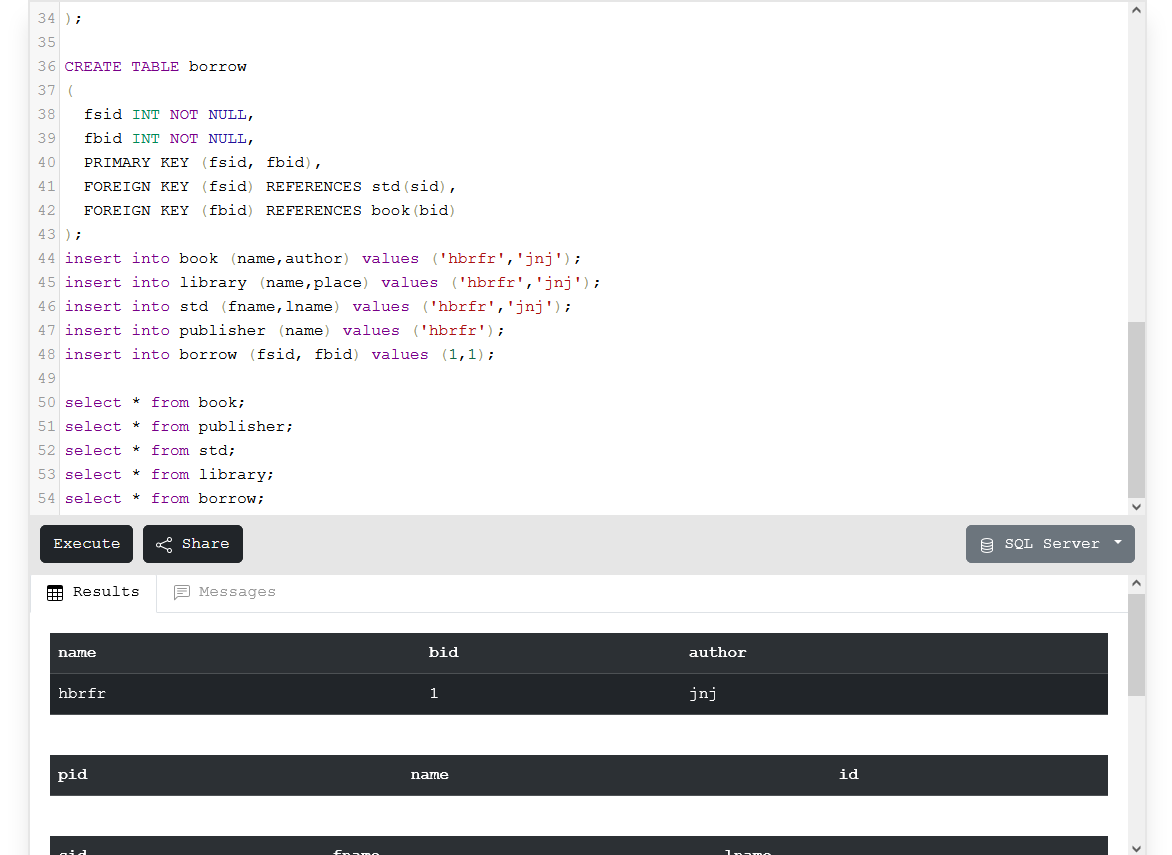 34 );
35
36 CREATE TABLE borrow
37 (
38 fsid INT NOT NULL,
39 fbid INT NOT NULL,
40 PRIMARY KEY (fsid, fbid),
41 FOREIGN KEY (fsid) REFERENCES std(sid),
42 FOREIGN KEY (fbid) REFERENCES book(bid)
43 );
44 insert into book (name,author) values ('hbrfr','jnj');
45 insert into library (name,place) values ('hbrfr','jnj');
46 insert into std (fname,lname) values ('hbrfr','jnj');
47 insert into publisher (name) values ('hbrfr');
48 insert into borrow (fsid, fbid) values (1,1);
49
50 select * from book;
51 select * from publisher;
52 select * from std;
53 select * from library;
54 select * from borrow;
Execute Share SQL Server
Results Messages
name bid author
hbrfr 1 jnj
pid name id
sid fname lname